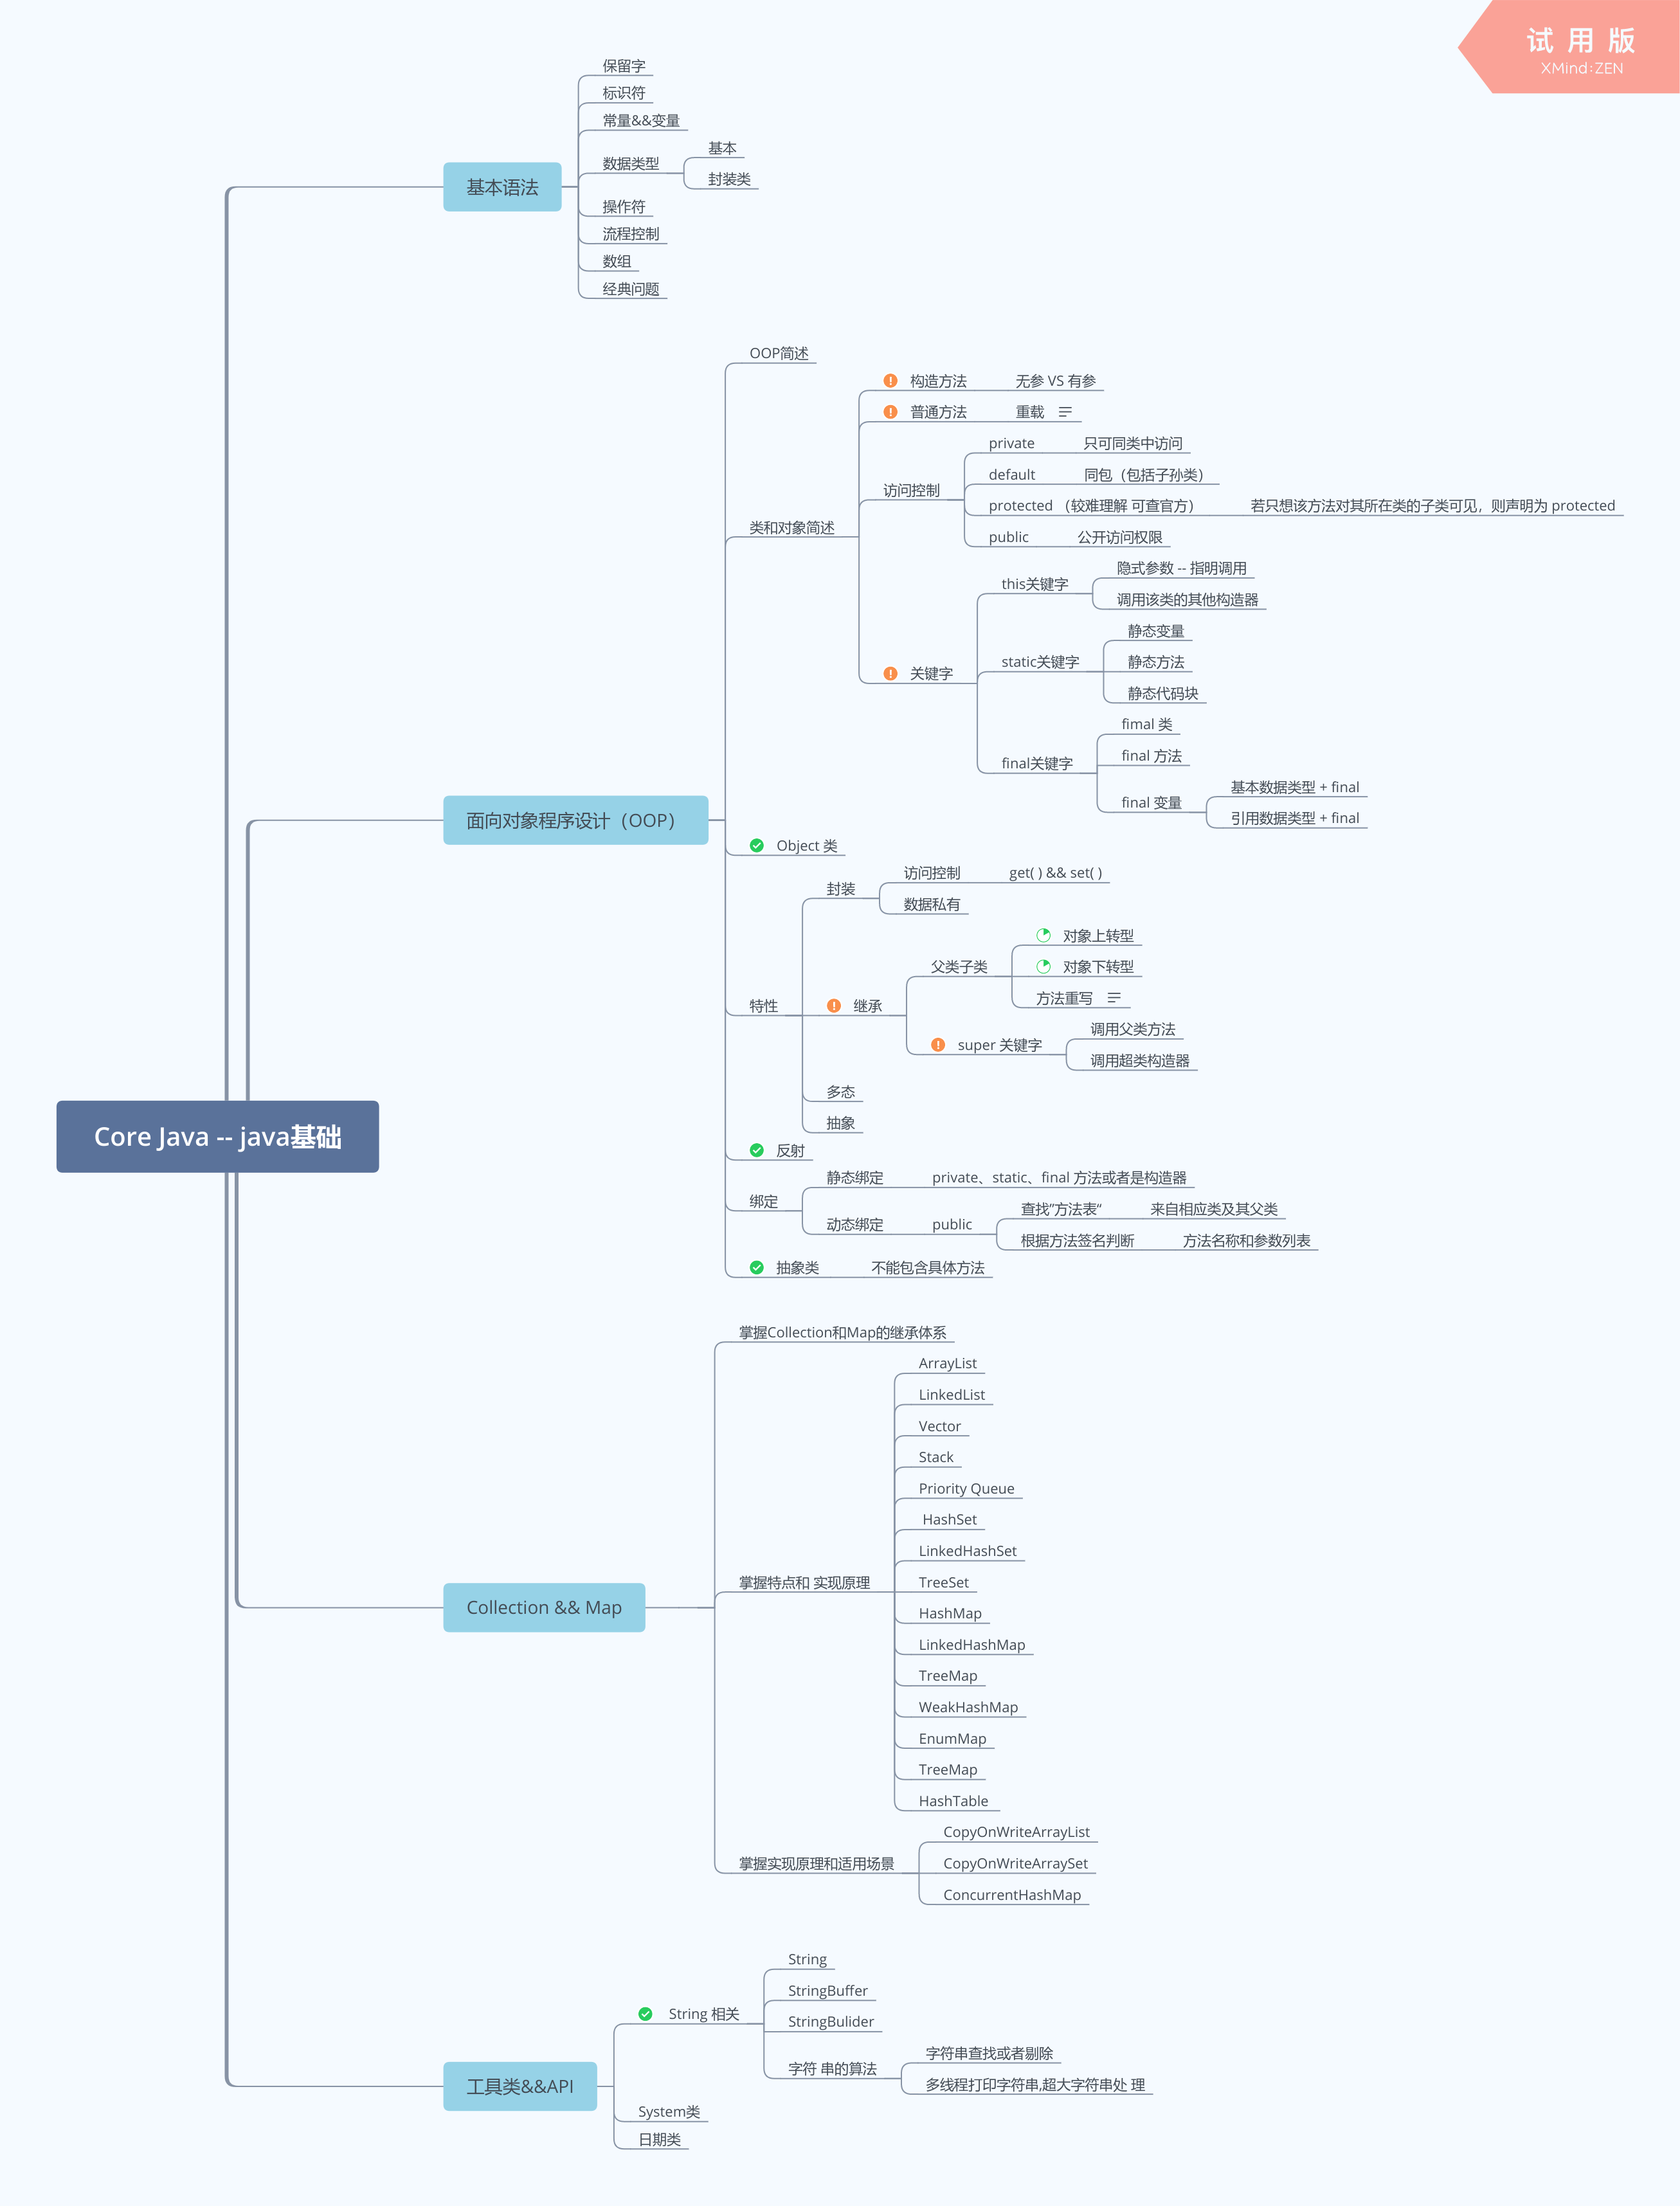 试 用 版
XMind:ZEN
Core Java -- java基础
基本语法
保留字
标识符
常量&&变量
数据类型
基本
封装类
操作符
流程控制
数组
经典问题
面向对象程序设计（OOP）
OOP简述
类和对象简述
构造方法
无参 VS 有参
普通方法
重载
访问控制
private
只可同类中访问
default
同包（包括子孙类）
protected （较难理解 可查官方）
若只想该方法对其所在类的子类可见，则声明为 protected
public
公开访问权限
关键字
this关键字
隐式参数 -- 指明调用
调用该类的其他构造器
static关键字
静态变量
静态方法
静态代码块
final关键字
fimal 类
final 方法
final 变量
基本数据类型 + final
引用数据类型 + final
Object 类
特性
封装
访问控制
get( ) && set( )
数据私有
继承
父类子类
对象上转型
对象下转型
方法重写
super 关键字
调用父类方法
调用超类构造器
多态
抽象
反射
绑定
静态绑定
private、static、final 方法或者是构造器
动态绑定
public
查找”方法表“
来自相应类及其父类
根据方法签名判断
方法名称和参数列表
抽象类
不能包含具体方法
Collection && Map
掌握Collection和Map的继承体系
掌握特点和 实现原理
ArrayList
LinkedList
Vector
Stack
Priority Queue
HashSet
LinkedHashSet
TreeSet
HashMap
LinkedHashMap
TreeMap
WeakHashMap
EnumMap
TreeMap
HashTable
掌握实现原理和适用场景
CopyOnWriteArrayList
CopyOnWriteArraySet
ConcurrentHashMap
工具类&&API
String 相关
String
StringBuffer
StringBulider
字符 串的算法
字符串查找或者剔除
多线程打印字符串,超大字符串处 理
System类
日期类